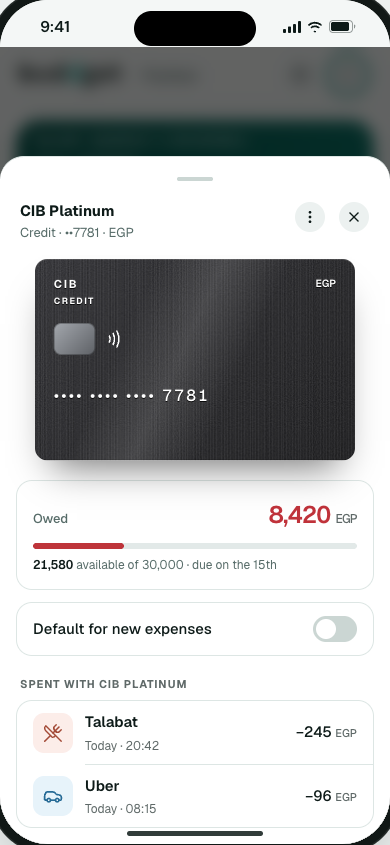 9:41
CIB Platinum
Credit · ••7781 · EGP
CIB
EGP
CREDIT
•••• •••• •••• 7781
Owed
8,420 EGP
21,580 available of 30,000 · due on the 15th
Default for new expenses
SPENT WITH CIB PLATINUM
Talabat
−245 EGP
Today · 20:42
Uber
−96 EGP
Today · 08:15